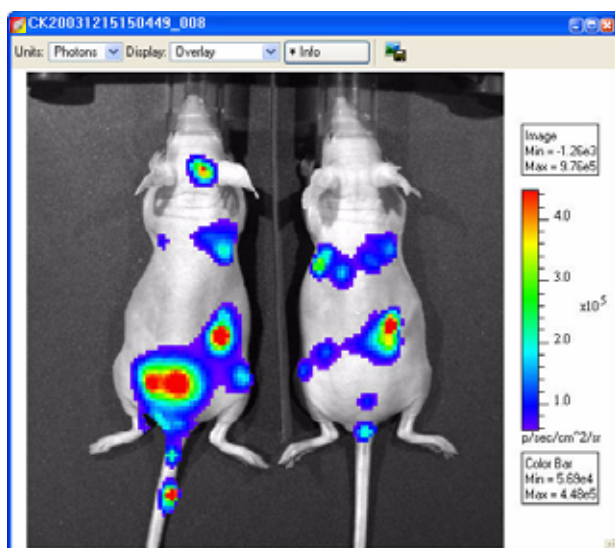 CK20031215150449_008
Units: Photons Display: Overlay Info
Image
Min = -1.26e3
Max = 9.76e5
4.0
3.0
x10^5
2.0
1.0
p/sec/cm^2/sr
Color Bar
Min = 5.69e4
Max = 4.48e5